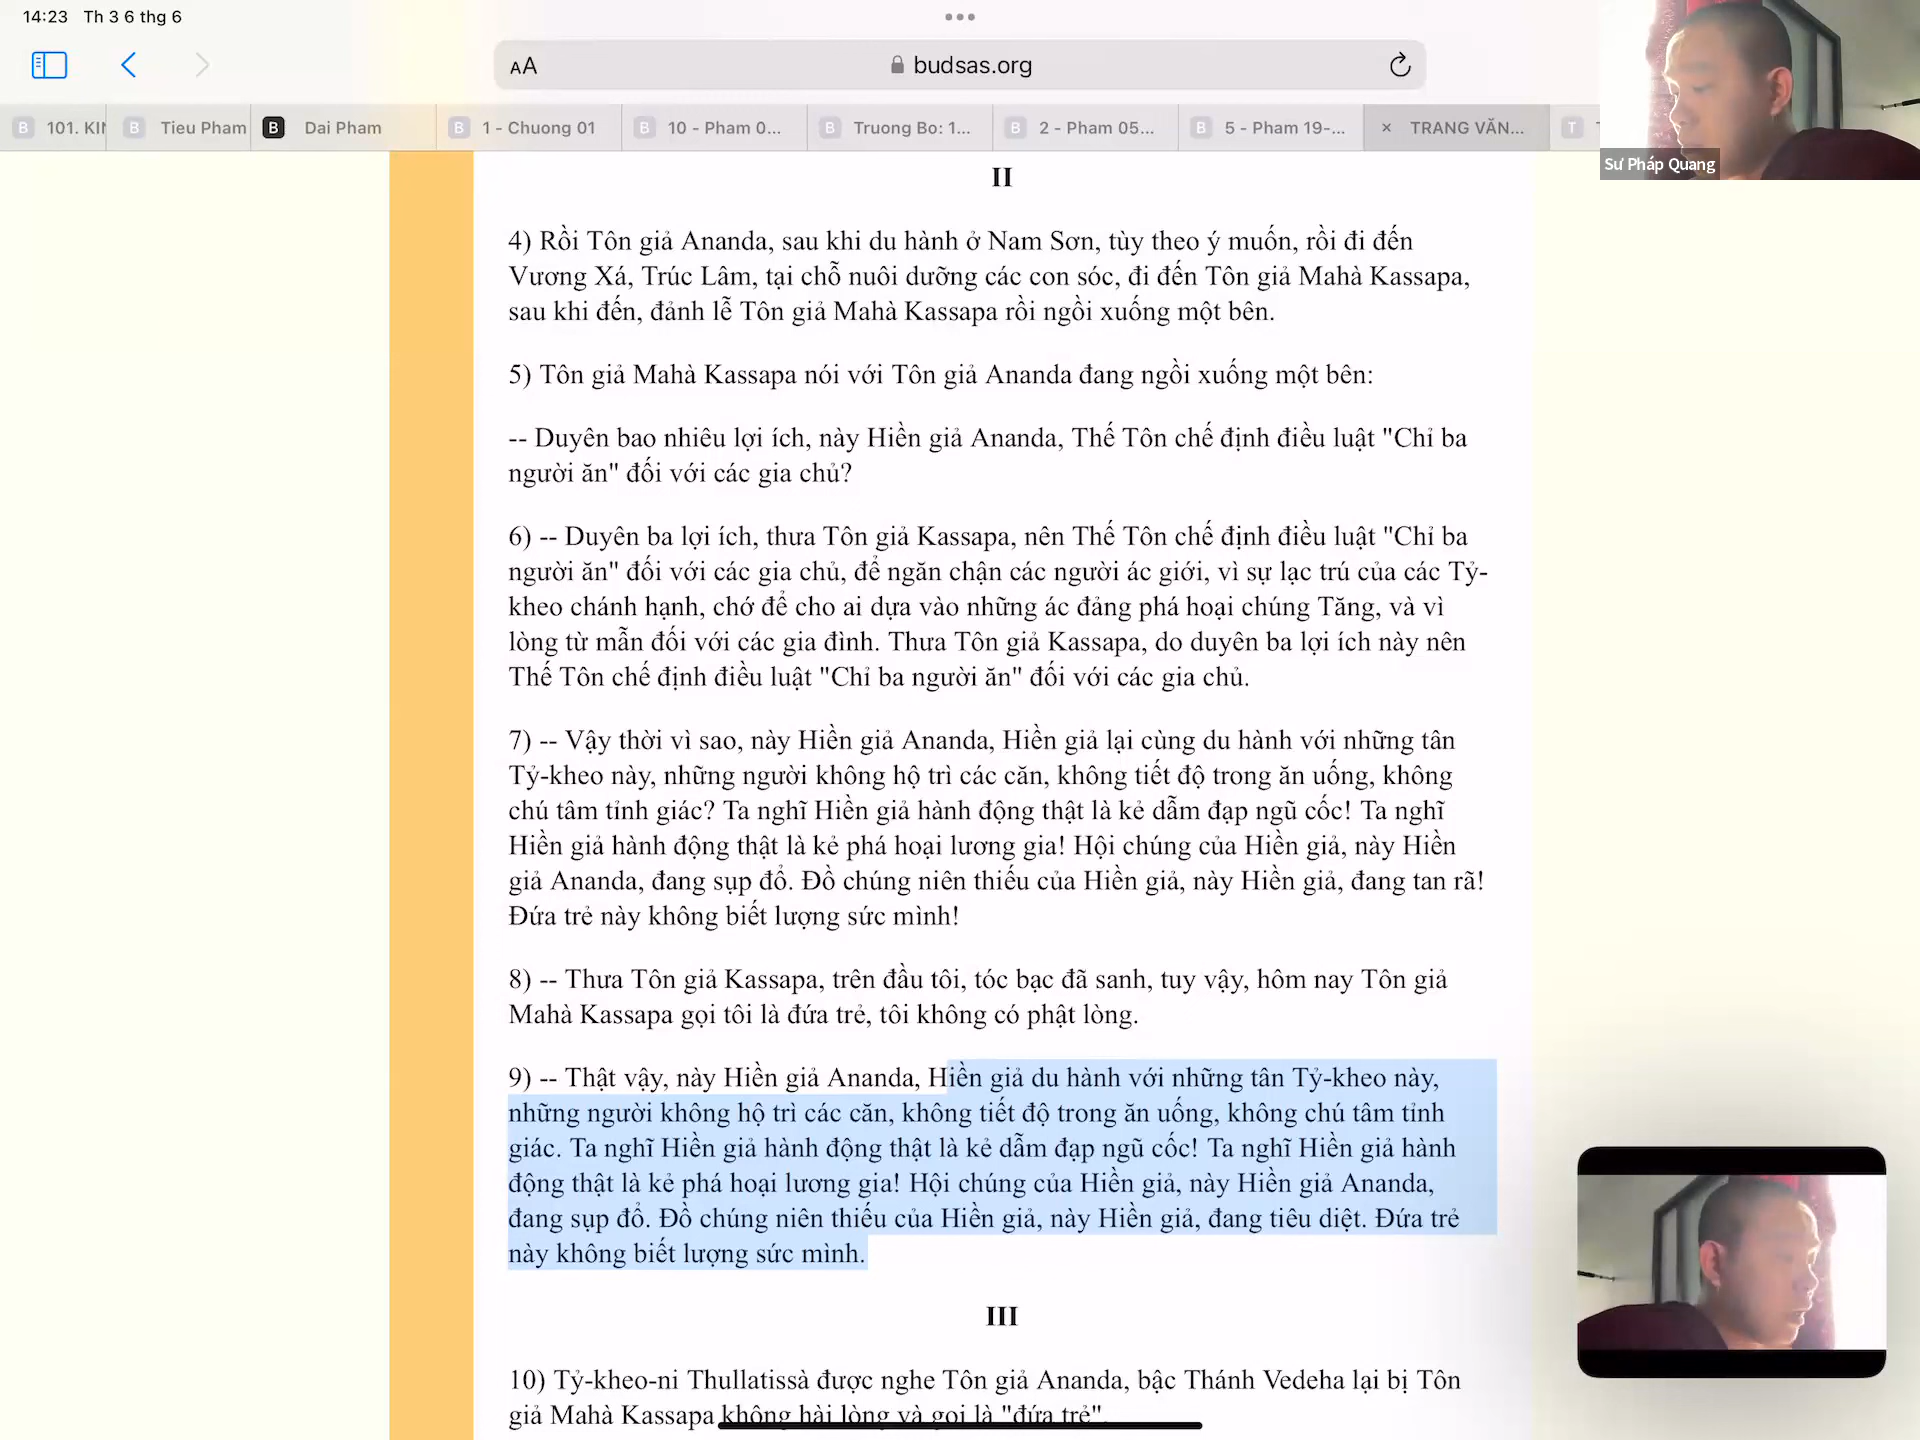 14:23 Th 3 6 thg 6
AA budsas.org
B 101. KI
B Tieu Pham
B Dai Pham
B 1 - Chuong 01
B 10 - Pham 0...
B Truong Bo: 1...
B 2 - Pham 05...
B 5 - Pham 19-...
× TRANG VĂN...
T
Sư Pháp Quang
II
4) Rồi Tôn giả Ananda, sau khi du hành ở Nam Sơn, tùy theo ý muốn, rồi đi đến
Vương Xá, Trúc Lâm, tại chỗ nuôi dưỡng các con sóc, đi đến Tôn giả Mahà Kassapa,
sau khi đến, đảnh lễ Tôn giả Mahà Kassapa rồi ngồi xuống một bên.
5) Tôn giả Mahà Kassapa nói với Tôn giả Ananda đang ngồi xuống một bên:
-- Duyên bao nhiêu lợi ích, này Hiền giả Ananda, Thế Tôn chế định điều luật "Chỉ ba
người ăn" đối với các gia chủ?
6) -- Duyên ba lợi ích, thưa Tôn giả Kassapa, nên Thế Tôn chế định điều luật "Chỉ ba
người ăn" đối với các gia chủ, để ngăn chận các người ác giới, vì sự lạc trú của các Tỷ-
kheo chánh hạnh, chớ để cho ai dựa vào những ác đảng phá hoại chúng Tăng, và vì
lòng từ mẫn đối với các gia đình. Thưa Tôn giả Kassapa, do duyên ba lợi ích này nên
Thế Tôn chế định điều luật "Chỉ ba người ăn" đối với các gia chủ.
7) -- Vậy thời vì sao, này Hiền giả Ananda, Hiền giả lại cùng du hành với những tân
Tỷ-kheo này, những người không hộ trì các căn, không tiết độ trong ăn uống, không
chú tâm tỉnh giác? Ta nghĩ Hiền giả hành động thật là kẻ dẫm đạp ngũ cốc! Ta nghĩ
Hiền giả hành động thật là kẻ phá hoại lương gia! Hội chúng của Hiền giả, này Hiền
giả Ananda, đang sụp đổ. Đồ chúng niên thiếu của Hiền giả, này Hiền giả, đang tan rã!
Đứa trẻ này không biết lượng sức mình!
8) -- Thưa Tôn giả Kassapa, trên đầu tôi, tóc bạc đã sanh, tuy vậy, hôm nay Tôn giả
Mahà Kassapa gọi tôi là đứa trẻ, tôi không có phật lòng.
9) -- Thật vậy, này Hiền giả Ananda, Hiền giả du hành với những tân Tỷ-kheo này,
những người không hộ trì các căn, không tiết độ trong ăn uống, không chú tâm tỉnh
giác. Ta nghĩ Hiền giả hành động thật là kẻ dẫm đạp ngũ cốc! Ta nghĩ Hiền giả hành
động thật là kẻ phá hoại lương gia! Hội chúng của Hiền giả, này Hiền giả Ananda,
đang sụp đổ. Đồ chúng niên thiếu của Hiền giả, này Hiền giả, đang tiêu diệt. Đứa trẻ
này không biết lượng sức mình.
III
10) Tỷ-kheo-ni Thullatissà được nghe Tôn giả Ananda, bậc Thánh Vedeha lại bị Tôn
giả Mahà Kassapa không hài lòng và gọi là "đứa trẻ".